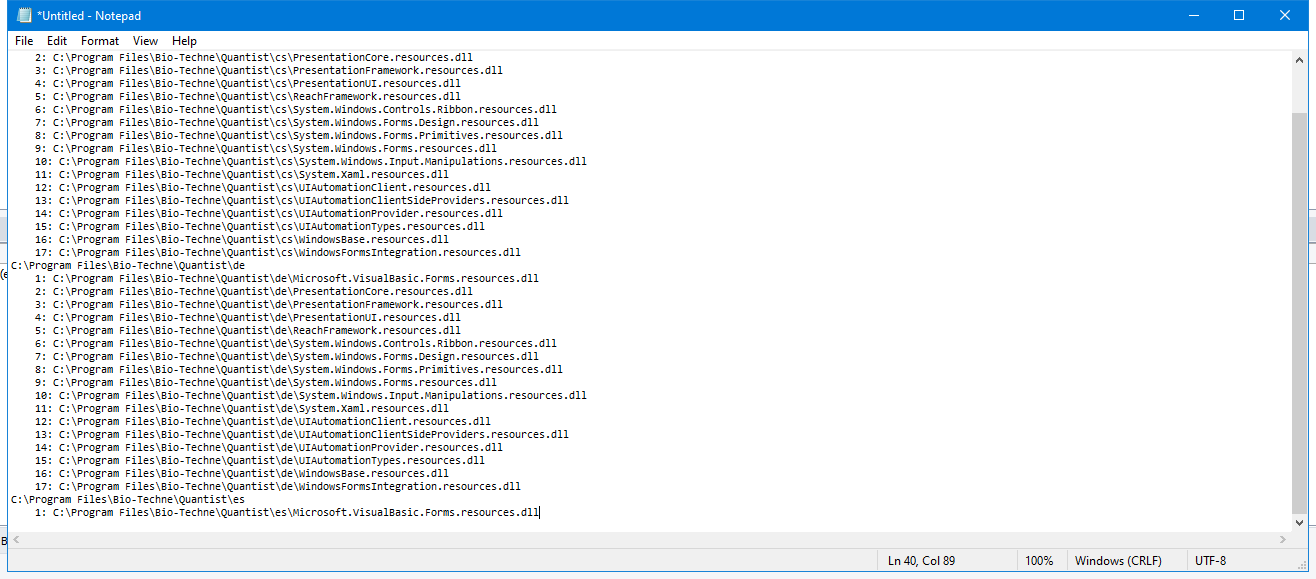 *Untitled - Notepad
File Edit Format View Help
2: C:\Program Files\Bio-Techne\Quantist\cs\PresentationCore.resources.dll
3: C:\Program Files\Bio-Techne\Quantist\cs\PresentationFramework.resources.dll
4: C:\Program Files\Bio-Techne\Quantist\cs\PresentationUI.resources.dll
5: C:\Program Files\Bio-Techne\Quantist\cs\ReachFramework.resources.dll
6: C:\Program Files\Bio-Techne\Quantist\cs\System.Windows.Controls.Ribbon.resources.dll
7: C:\Program Files\Bio-Techne\Quantist\cs\System.Windows.Forms.Design.resources.dll
8: C:\Program Files\Bio-Techne\Quantist\cs\System.Windows.Forms.Primitives.resources.dll
9: C:\Program Files\Bio-Techne\Quantist\cs\System.Windows.Forms.resources.dll
10: C:\Program Files\Bio-Techne\Quantist\cs\System.Windows.Input.Manipulations.resources.dll
11: C:\Program Files\Bio-Techne\Quantist\cs\System.Xaml.resources.dll
12: C:\Program Files\Bio-Techne\Quantist\cs\UIAutomationClient.resources.dll
13: C:\Program Files\Bio-Techne\Quantist\cs\UIAutomationClientSideProviders.resources.dll
14: C:\Program Files\Bio-Techne\Quantist\cs\UIAutomationProvider.resources.dll
15: C:\Program Files\Bio-Techne\Quantist\cs\UIAutomationTypes.resources.dll
16: C:\Program Files\Bio-Techne\Quantist\cs\WindowsBase.resources.dll
17: C:\Program Files\Bio-Techne\Quantist\cs\WindowsFormsIntegration.resources.dll
C:\Program Files\Bio-Techne\Quantist\de
1: C:\Program Files\Bio-Techne\Quantist\de\Microsoft.VisualBasic.Forms.resources.dll
2: C:\Program Files\Bio-Techne\Quantist\de\PresentationCore.resources.dll
3: C:\Program Files\Bio-Techne\Quantist\de\PresentationFramework.resources.dll
4: C:\Program Files\Bio-Techne\Quantist\de\PresentationUI.resources.dll
5: C:\Program Files\Bio-Techne\Quantist\de\ReachFramework.resources.dll
6: C:\Program Files\Bio-Techne\Quantist\de\System.Windows.Controls.Ribbon.resources.dll
7: C:\Program Files\Bio-Techne\Quantist\de\System.Windows.Forms.Design.resources.dll
8: C:\Program Files\Bio-Techne\Quantist\de\System.Windows.Forms.Primitives.resources.dll
9: C:\Program Files\Bio-Techne\Quantist\de\System.Windows.Forms.resources.dll
10: C:\Program Files\Bio-Techne\Quantist\de\System.Windows.Input.Manipulations.resources.dll
11: C:\Program Files\Bio-Techne\Quantist\de\System.Xaml.resources.dll
12: C:\Program Files\Bio-Techne\Quantist\de\UIAutomationClient.resources.dll
13: C:\Program Files\Bio-Techne\Quantist\de\UIAutomationClientSideProviders.resources.dll
14: C:\Program Files\Bio-Techne\Quantist\de\UIAutomationProvider.resources.dll
15: C:\Program Files\Bio-Techne\Quantist\de\UIAutomationTypes.resources.dll
16: C:\Program Files\Bio-Techne\Quantist\de\WindowsBase.resources.dll
17: C:\Program Files\Bio-Techne\Quantist\de\WindowsFormsIntegration.resources.dll
C:\Program Files\Bio-Techne\Quantist\es
1: C:\Program Files\Bio-Techne\Quantist\es\Microsoft.VisualBasic.Forms.resources.dll
Ln 40, Col 89 100% Windows (CRLF) UTF-8